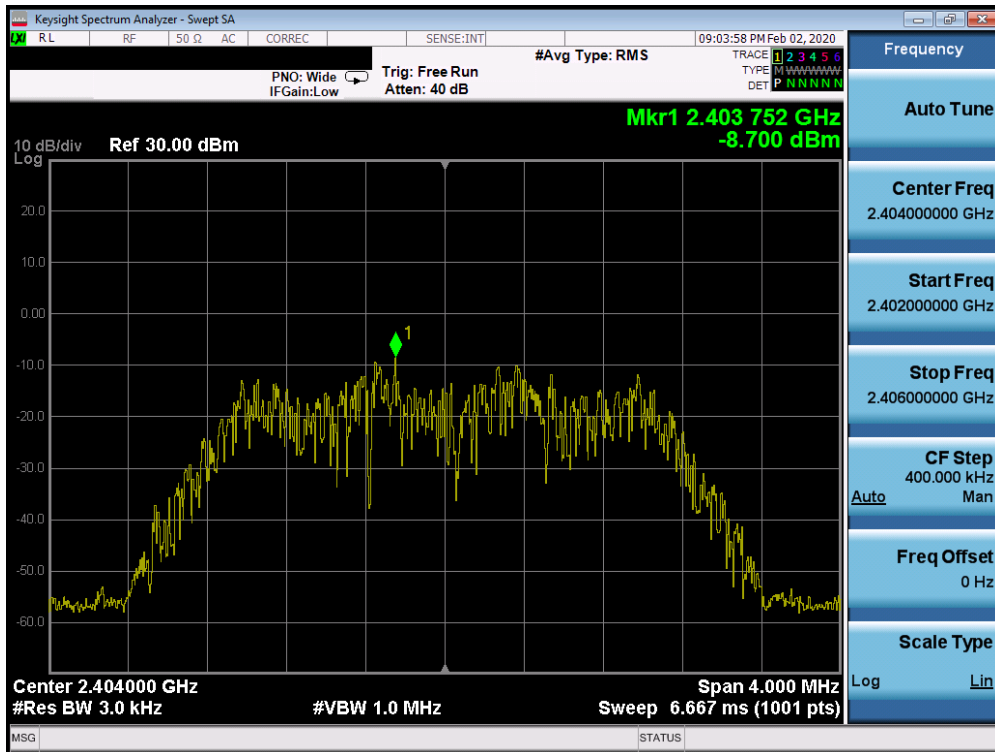 Keysight Spectrum Analyzer - Swept SA
LXI RL RF 50 Ω AC CORREC SENSE:INT 09:03:58 PM Feb 02, 2020
#Avg Type: RMS TRACE 1 2 3 4 5 6
PNO: Wide Trig: Free Run TYPE M W W W W W
IFGain:Low Atten: 40 dB DET P N N N N N
Mkr1 2.403 752 GHz
-8.700 dBm
10 dB/div Ref 30.00 dBm
Log
20.0
10.0
0.00
1
-10.0
-20.0
-30.0
-40.0
-50.0
-60.0
Center 2.404000 GHz Span 4.000 MHz
#Res BW 3.0 kHz #VBW 1.0 MHz Sweep 6.667 ms (1001 pts)
MSG STATUS
Frequency
Auto Tune
Center Freq
2.404000000 GHz
Start Freq
2.402000000 GHz
Stop Freq
2.406000000 GHz
CF Step
400.000 kHz
Auto Man
Freq Offset
0 Hz
Scale Type
Log Lin